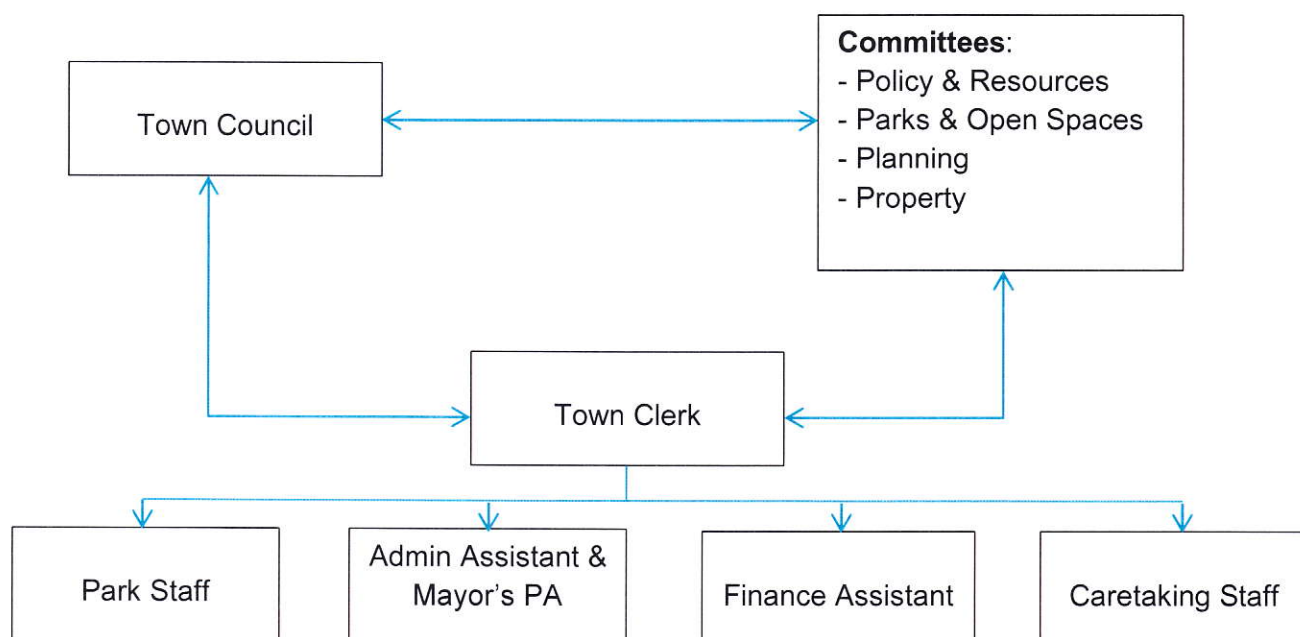 Town Council
Committees:
- Policy & Resources
- Parks & Open Spaces
- Planning
- Property
Town Clerk
Park Staff
Admin Assistant &
Mayor's PA
Finance Assistant
Caretaking Staff